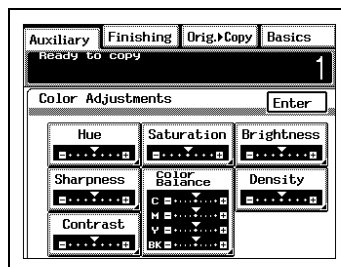 Auxiliary Finishing Orig.▸Copy Basics
Ready to copy
1
Color Adjustments Enter
Hue Saturation Brightness
Sharpness Color Balance Density
C
M
Y
BK
Contrast